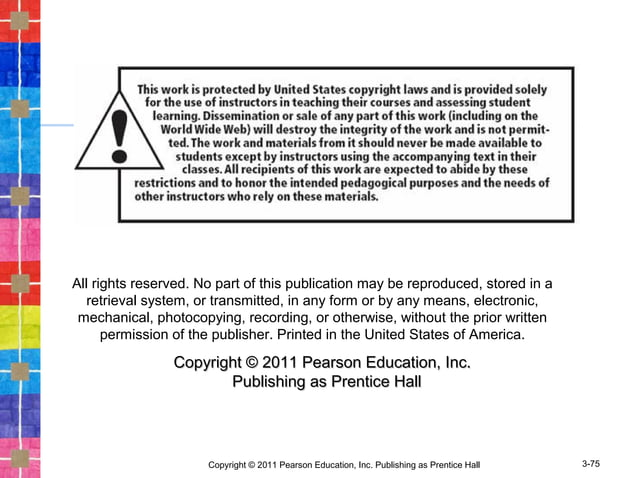 This work is protected by United States copyright laws and is provided solely
for the use of instructors in teaching their courses and assessing student
learning. Dissemination or sale of any part of this work (including on the
World Wide Web) will destroy the integrity of the work and is not permit-
ted. The work and materials from it should never be made available to
students except by instructors using the accompanying text in their
classes. All recipients of this work are expected to abide by these
restrictions and to honor the intended pedagogical purposes and the needs of
other instructors who rely on these materials.
All rights reserved. No part of this publication may be reproduced, stored in a
retrieval system, or transmitted, in any form or by any means, electronic,
mechanical, photocopying, recording, or otherwise, without the prior written
permission of the publisher. Printed in the United States of America.
Copyright © 2011 Pearson Education, Inc.
Publishing as Prentice Hall
Copyright © 2011 Pearson Education, Inc. Publishing as Prentice Hall
3-75